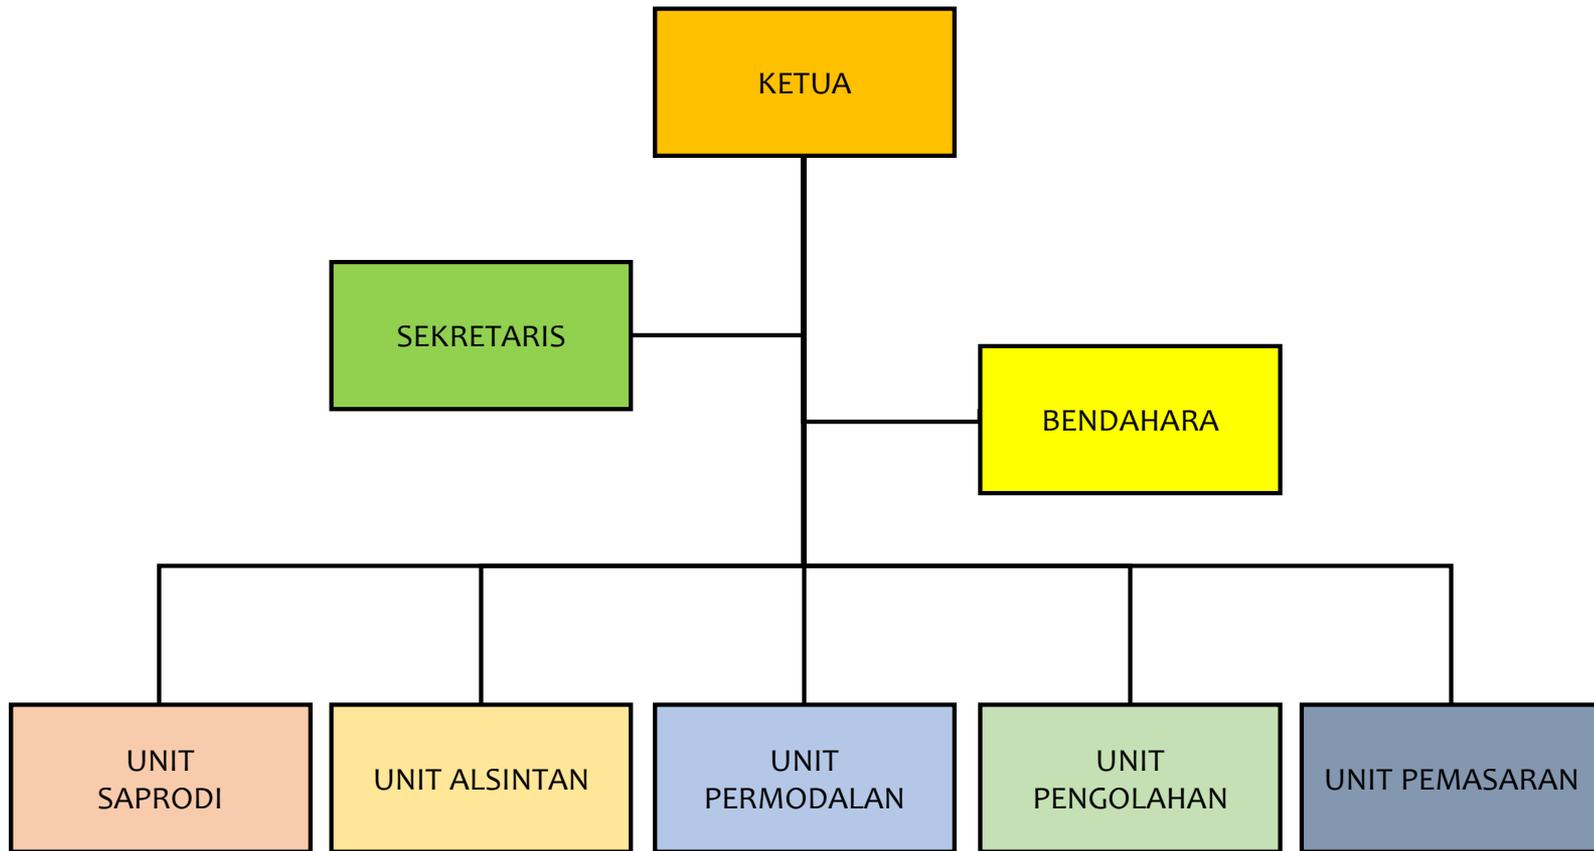 KETUA
SEKRETARIS
BENDAHARA
UNIT
SAPRODI
UNIT ALSINTAN
UNIT
PERMODALAN
UNIT
PENGOLAHAN
UNIT PEMASARAN